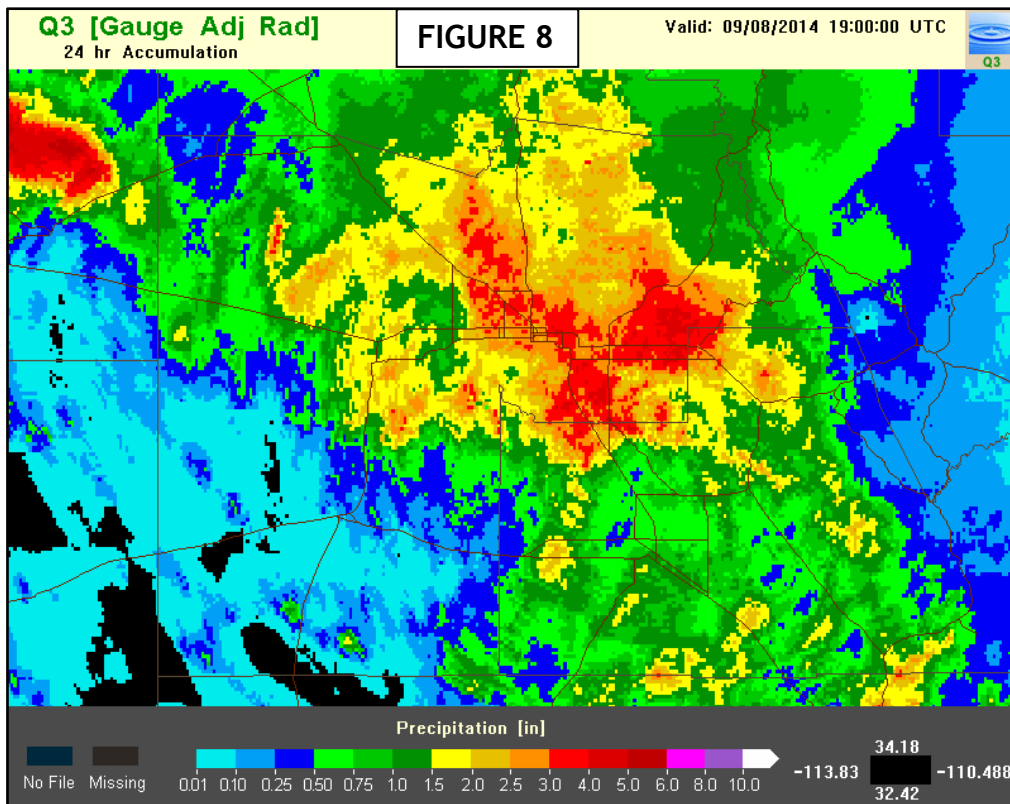 Q3 [Gauge Adj Rad]
24 hr Accumulation
FIGURE 8
Valid: 09/08/2014 19:00:00 UTC
Q3
Precipitation [in]
No File Missing
0.01 0.10 0.25 0.50 0.75 1.0 1.5 2.0 2.5 3.0 4.0 5.0 6.0 8.0 10.0
34.18
-113.83 -110.488
32.42